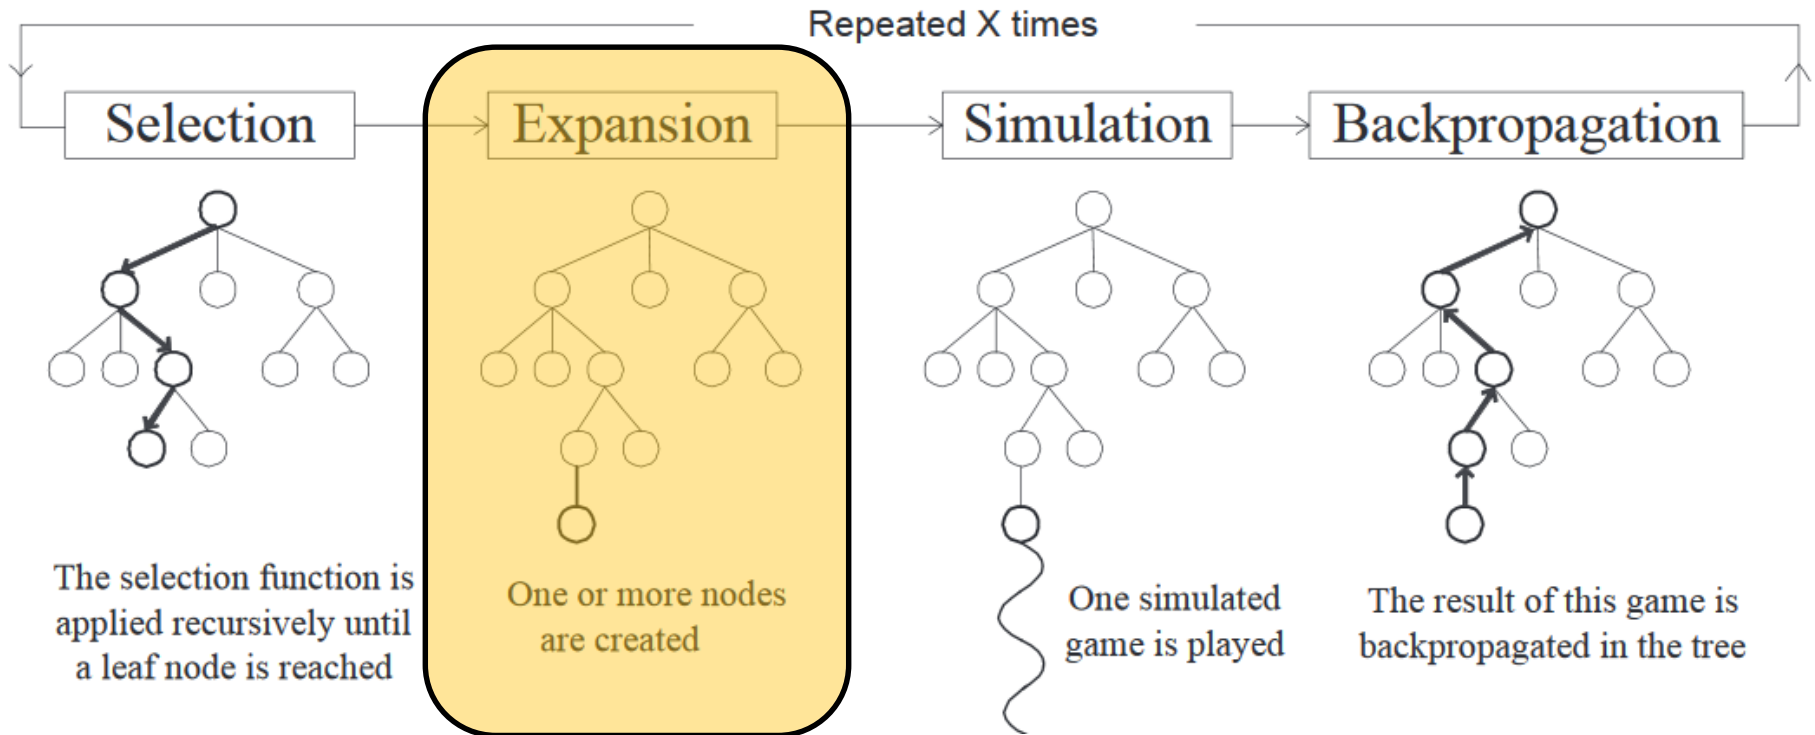 Repeated X times
Selection
Expansion
Simulation
Backpropagation
The selection function is
applied recursively until
a leaf node is reached
One or more nodes
are created
One simulated
game is played
The result of this game is
backpropagated in the tree